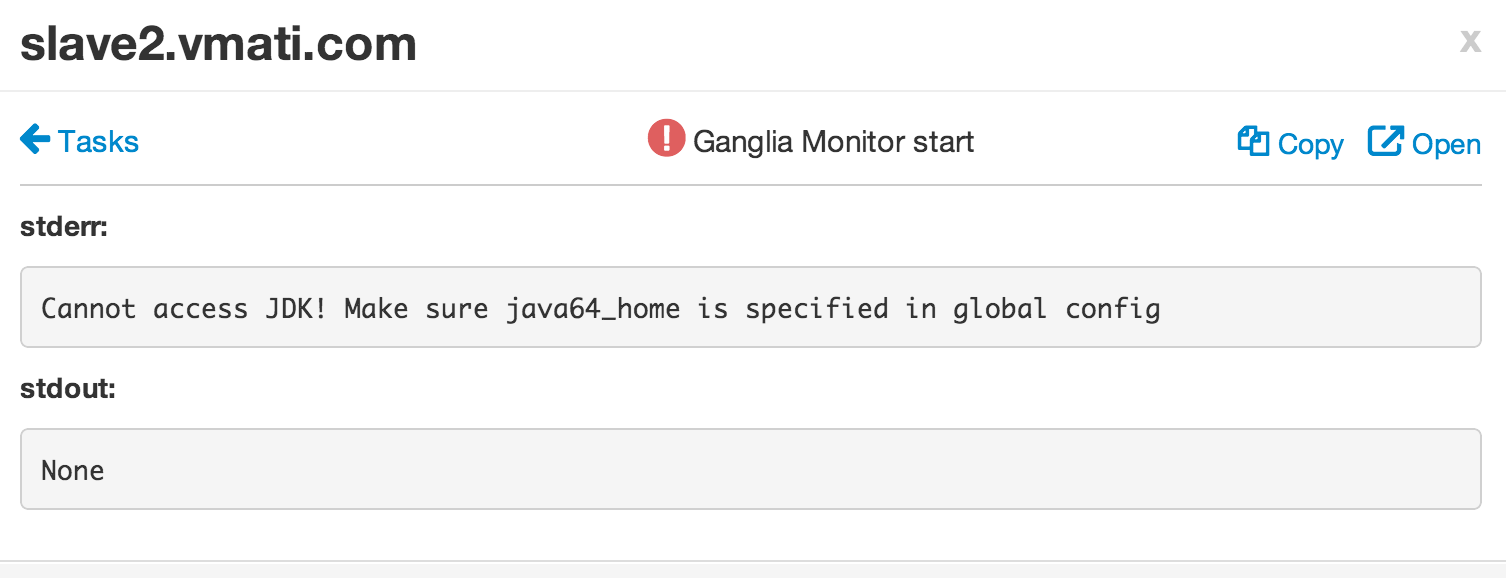 slave2.vmati.com
x
Tasks
Ganglia Monitor start
Copy
Open
stderr:
Cannot access JDK! Make sure java64_home is specified in global config
stdout:
None